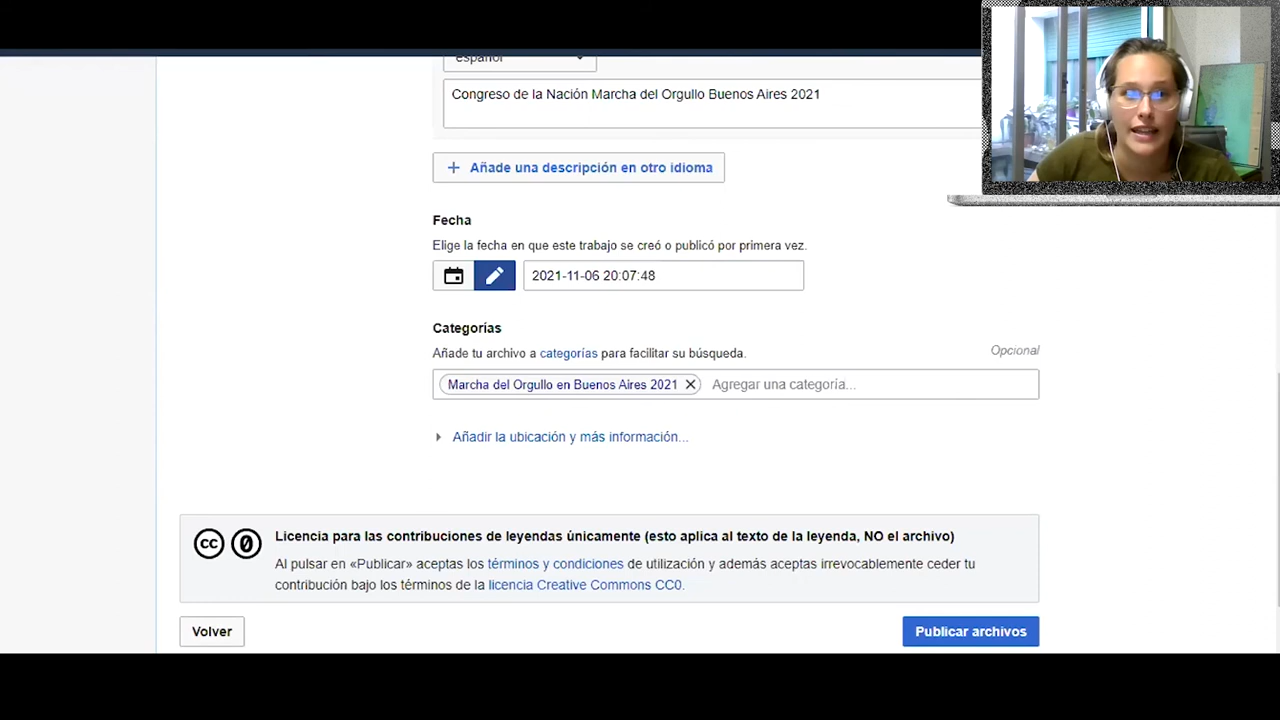 español
Congreso de la Nación Marcha del Orgullo Buenos Aires 2021
+ Añade una descripción en otro idioma
Fecha
Elige la fecha en que este trabajo se creó o publicó por primera vez.
2021-11-06 20:07:48
Categorías
Añade tu archivo a categorías para facilitar su búsqueda.
Opcional
Marcha del Orgullo en Buenos Aires 2021 Agregar una categoría...
Añadir la ubicación y más información...
Licencia para las contribuciones de leyendas únicamente (esto aplica al texto de la leyenda, NO el archivo)
Al pulsar en «Publicar» aceptas los términos y condiciones de utilización y además aceptas irrevocablemente ceder tu
contribución bajo los términos de la licencia Creative Commons CC0.
Volver
Publicar archivos